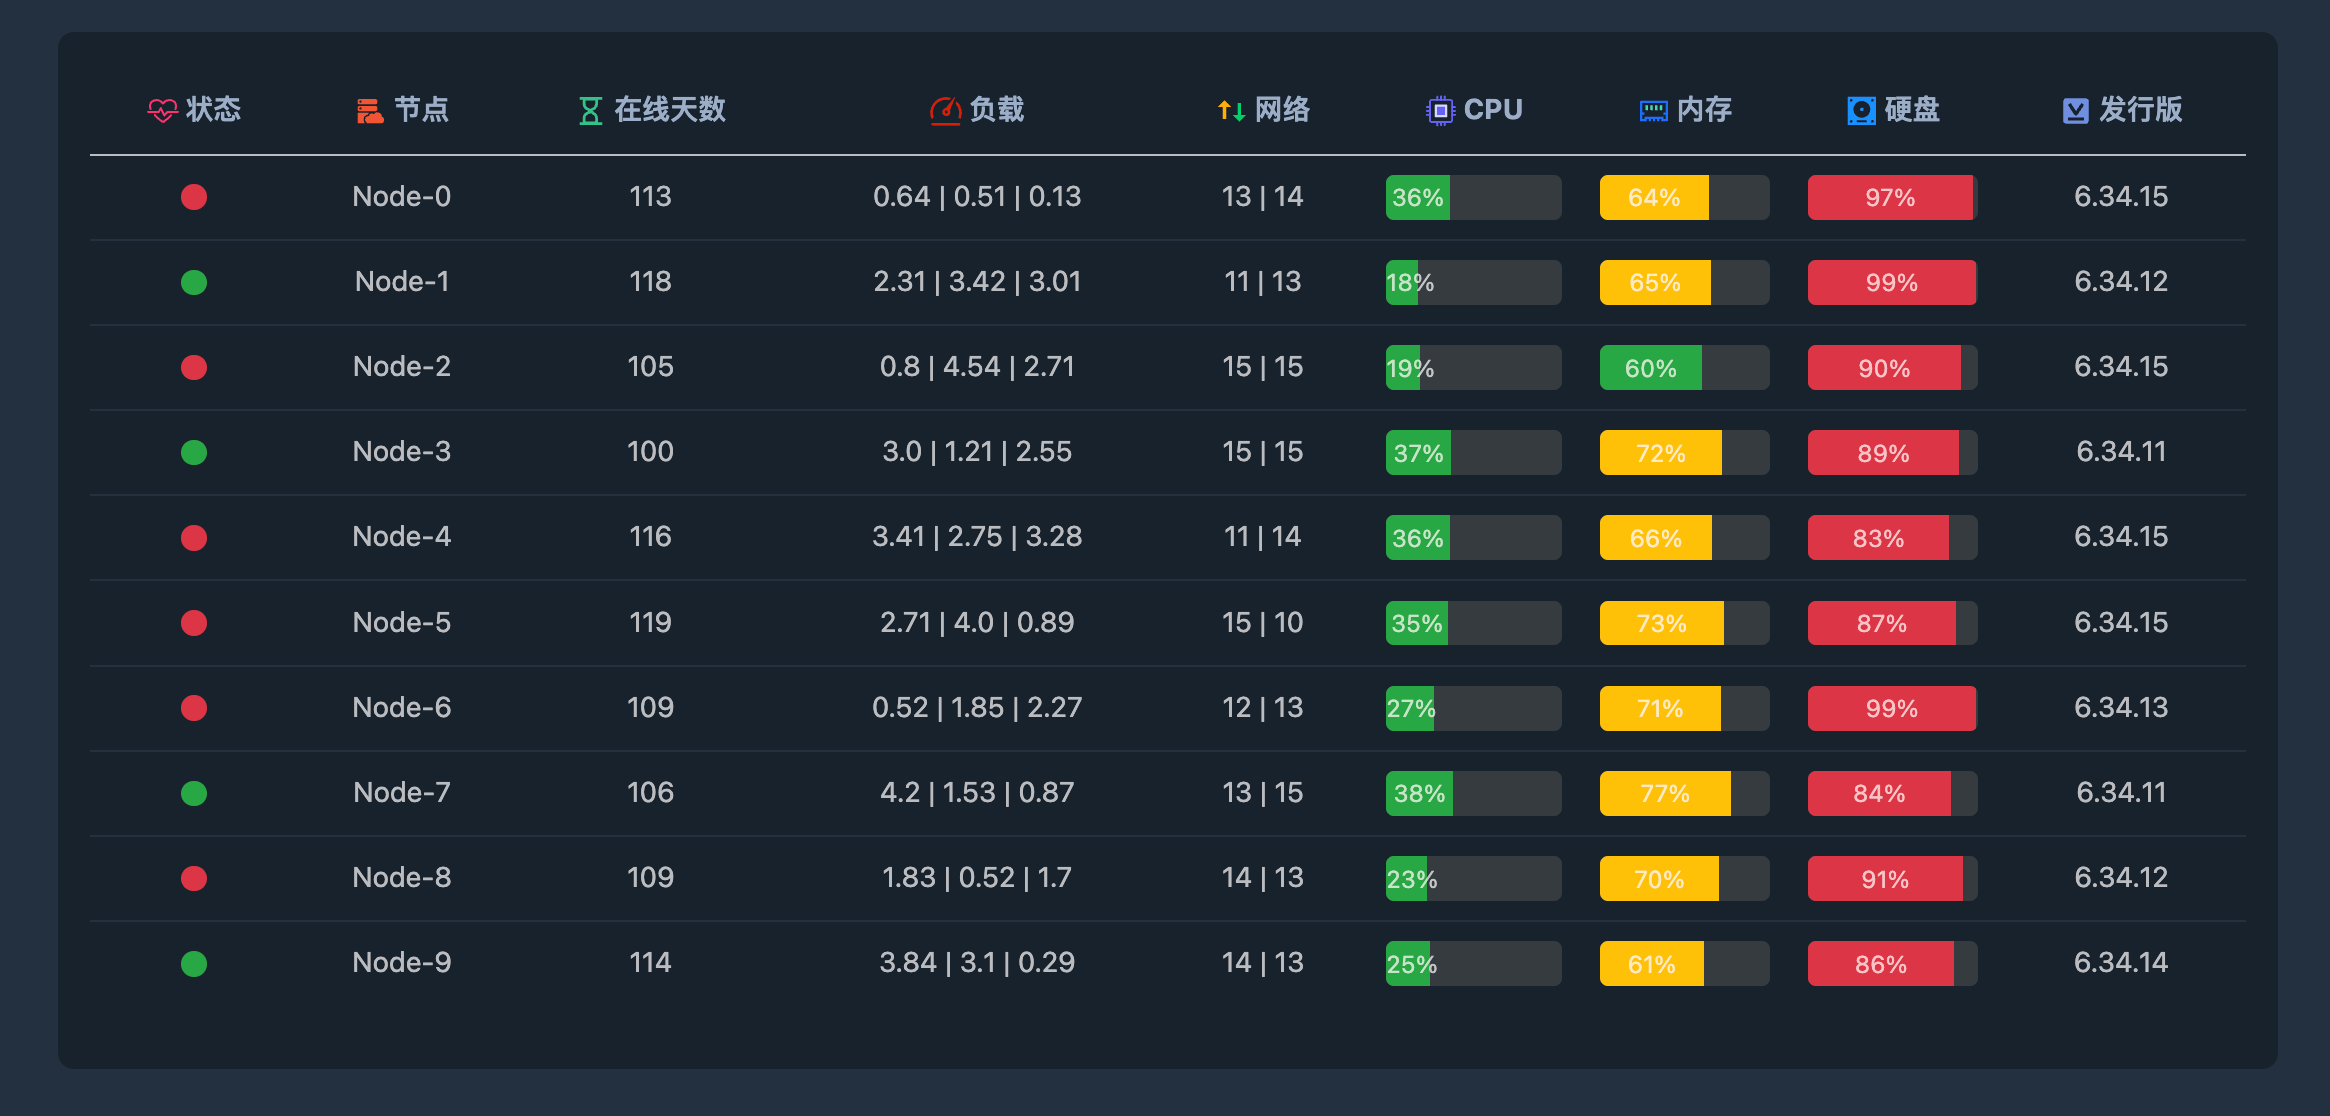 状态 节点 在线天数 负载 网络 CPU 内存 硬盘 发行版
Node-0 113 0.64 | 0.51 | 0.13 13 | 14 36% 64% 97% 6.34.15
Node-1 118 2.31 | 3.42 | 3.01 11 | 13 18% 65% 99% 6.34.12
Node-2 105 0.8 | 4.54 | 2.71 15 | 15 19% 60% 90% 6.34.15
Node-3 100 3.0 | 1.21 | 2.55 15 | 15 37% 72% 89% 6.34.11
Node-4 116 3.41 | 2.75 | 3.28 11 | 14 36% 66% 83% 6.34.15
Node-5 119 2.71 | 4.0 | 0.89 15 | 10 35% 73% 87% 6.34.15
Node-6 109 0.52 | 1.85 | 2.27 12 | 13 27% 71% 99% 6.34.13
Node-7 106 4.2 | 1.53 | 0.87 13 | 15 38% 77% 84% 6.34.11
Node-8 109 1.83 | 0.52 | 1.7 14 | 13 23% 70% 91% 6.34.12
Node-9 114 3.84 | 3.1 | 0.29 14 | 13 25% 61% 86% 6.34.14